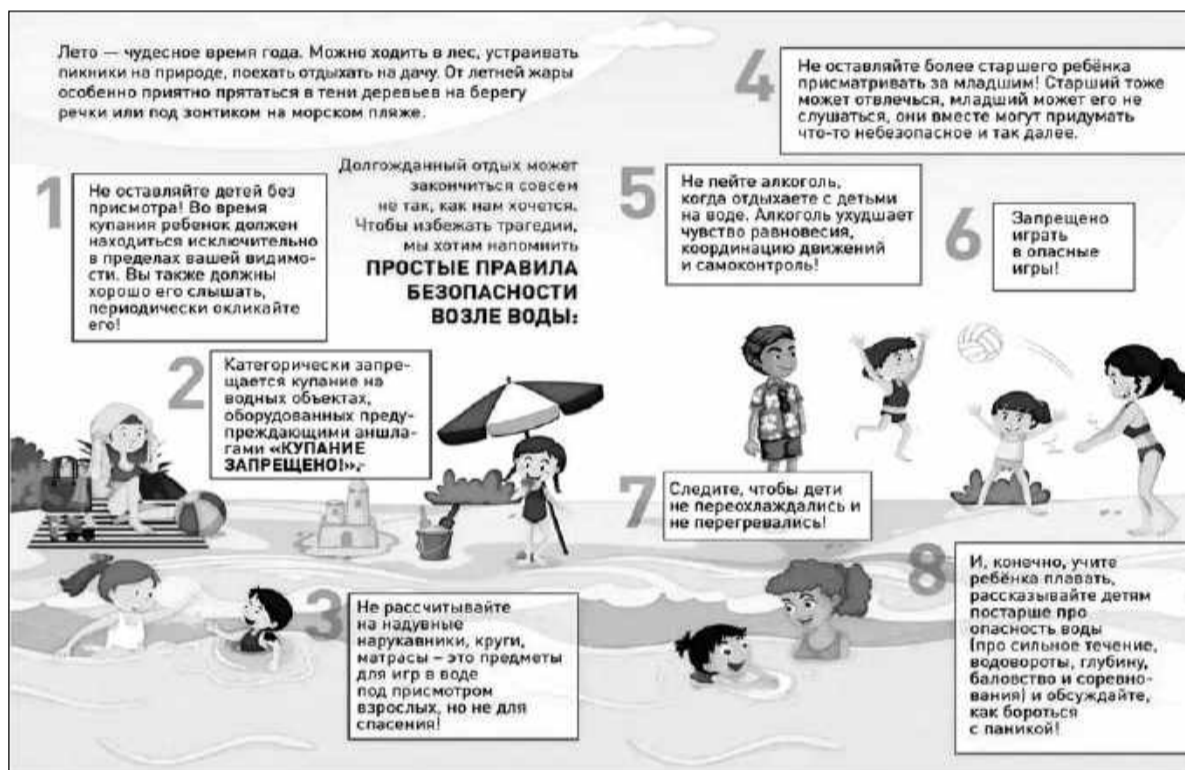 Лето — чудесное время года. Можно ходить в лес, устраивать
пикники на природе, поехать отдыхать на дачу. От летней жары
особенно приятно прятаться в тени деревьев на берегу
речки или под зонтиком на морском пляже.
Долгожданный отдых может
закончиться совсем
не так, как нам хочется.
Чтобы избежать трагедии,
мы хотим напомнить
ПРОСТЫЕ ПРАВИЛА
БЕЗОПАСНОСТИ
ВОЗЛЕ ВОДЫ:
1
Не оставляйте детей без
присмотра! Во время
купания ребенок должен
находиться исключительно
в пределах вашей видимо-
сти. Вы также должны
хорошо его слышать,
периодически окликайте
его!
2
Категорически запре-
щается купание на
водных объектах,
оборудованных преду-
преждающими аншла-
гами «КУПАНИЕ
ЗАПРЕЩЕНО!».
3
Не рассчитывайте
на надувные
нарукавники, круги,
матрасы – это предметы
для игр в воде
под присмотром
взрослых, но не для
спасения!
4
Не оставляйте более старшего ребёнка
присматривать за младшим! Старший тоже
может отвлечься, младший может его не
слушаться, они вместе могут придумать
что-то небезопасное и так далее.
5
Не пейте алкоголь,
когда отдыхаете с детьми
на воде. Алкоголь ухудшает
чувство равновесия,
координацию движений
и самоконтроль!
6
Запрещено
играть
в опасные
игры!
7
Следите, чтобы дети
не переохлаждались и
не перегревались!
8
И, конечно, учите
ребёнка плавать,
рассказывайте детям
постарше про
опасность воды
(про сильное течение,
водовороты, глубину,
баловство и соревно-
вания) и обсуждайте,
как бороться
с паникой!